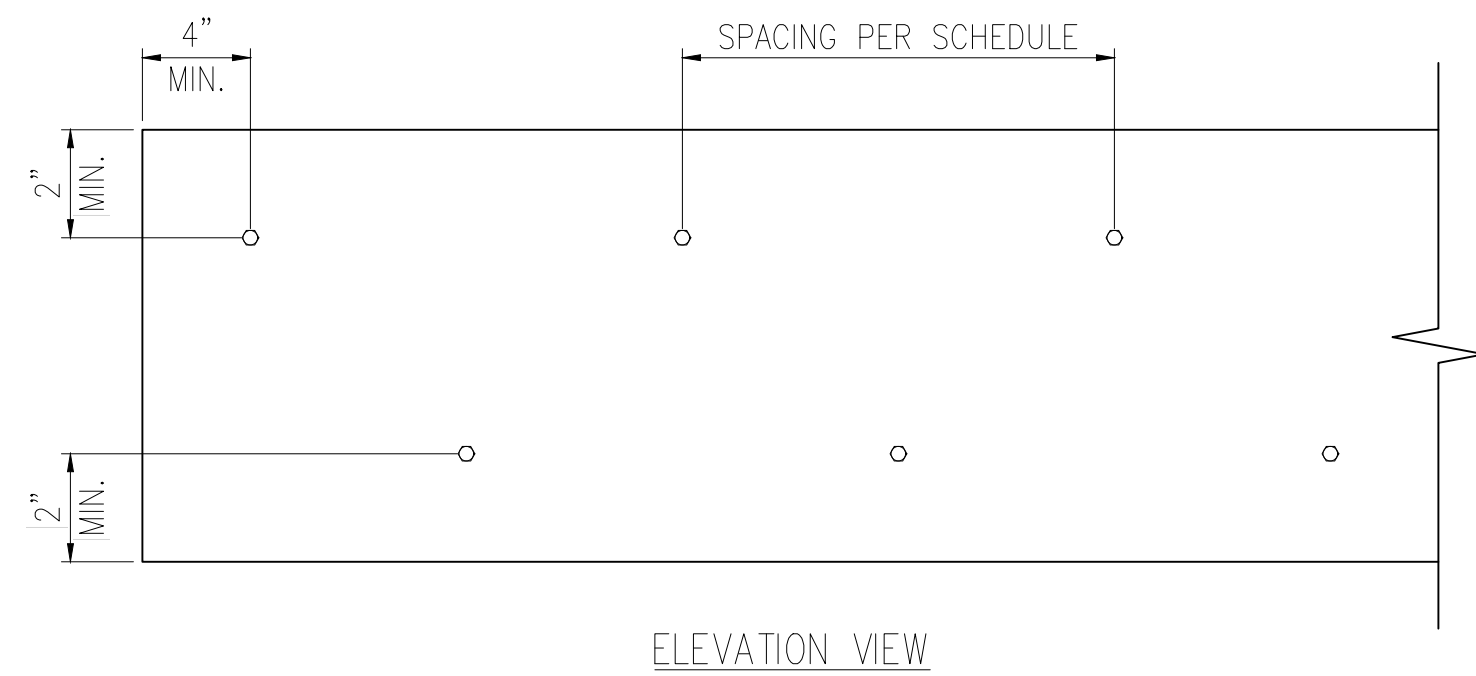 4”
MIN.
SPACING PER SCHEDULE
2”
MIN.
2”
MIN.
ELEVATION VIEW